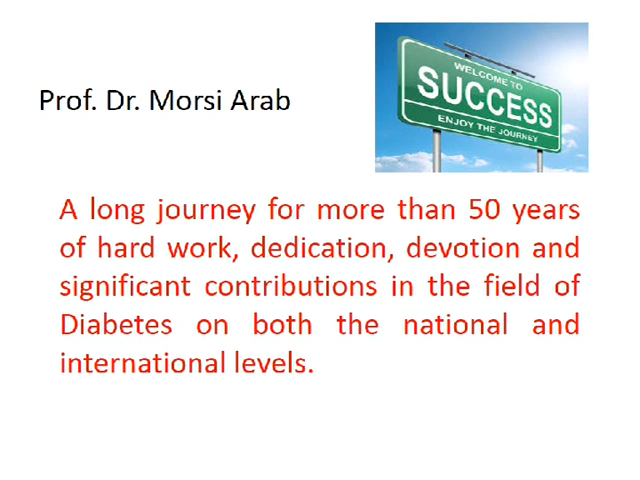 Prof. Dr. Morsi Arab
WELCOME TO
SUCCESS
ENJOY THE JOURNEY
A long journey for more than 50 years
of hard work, dedication, devotion and
significant contributions in the field of
Diabetes on both the national and
international levels.